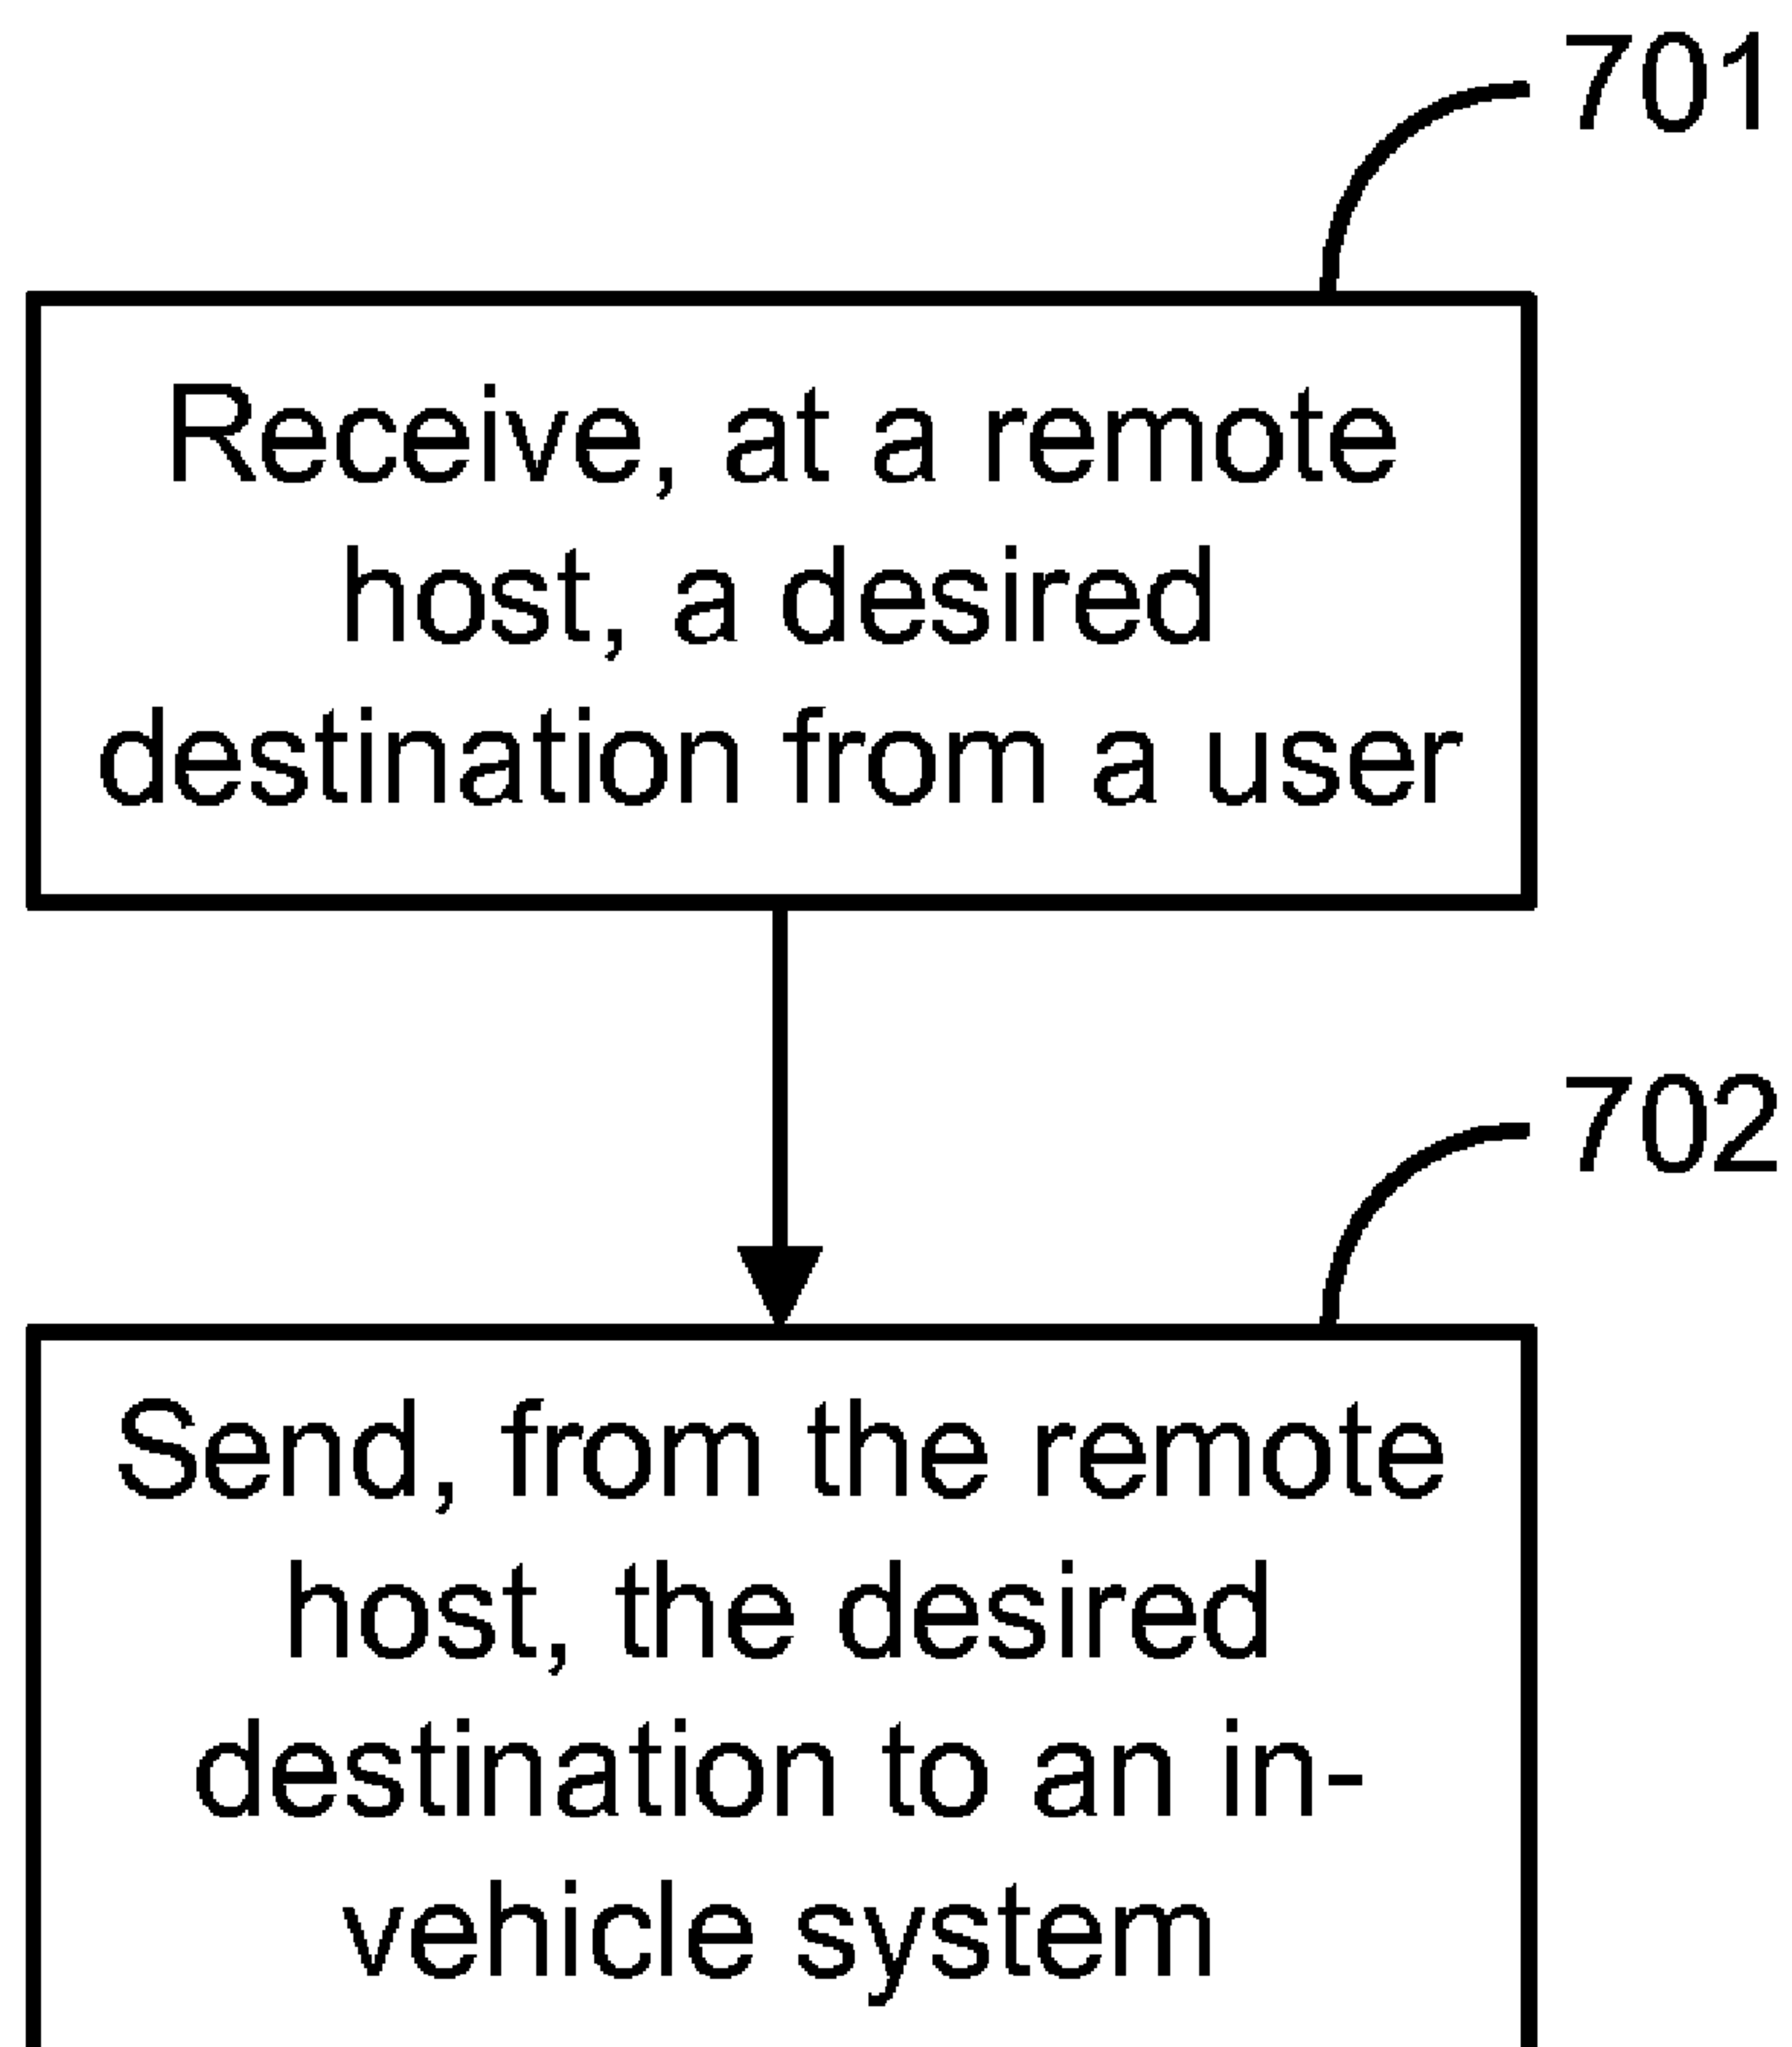 701
Receive, at a remote
host, a desired
destination from a user
702
Send, from the remote
host, the desired
destination to an in-
vehicle system